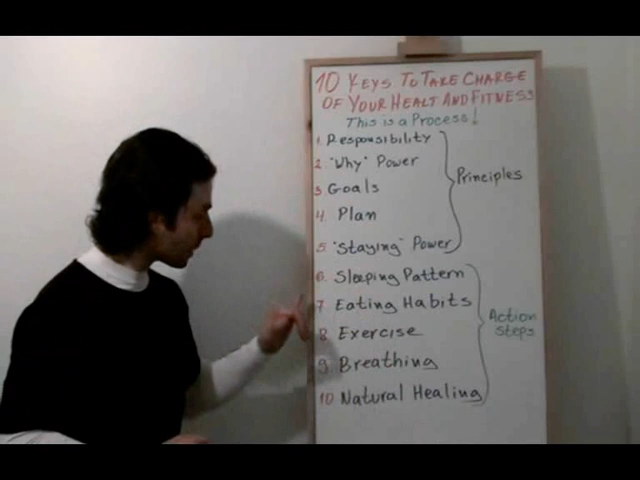 10 KEYS TO TAKE CHARGE
OF YOUR HEALT AND FITNESS
This is a Process!
1. Responsibility
2. "Why" Power
3 Goals
4. Plan
5. "Staying" Power
Principles
6. Sleeping Pattern
7 Eating Habits
8 Exercise
9 Breathing
10. Natural Healing
Action
steps